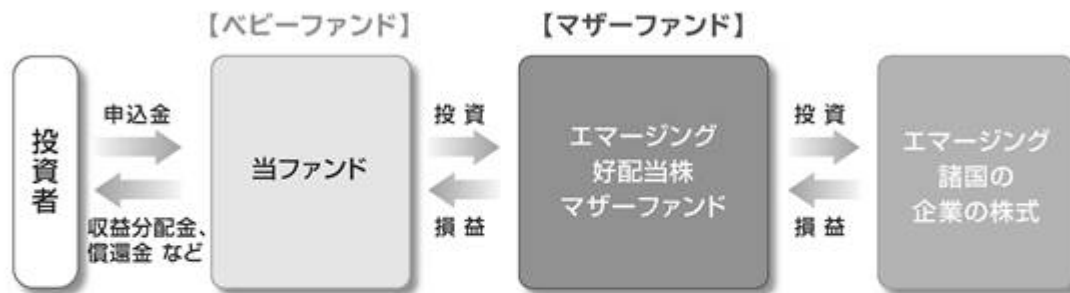 【ベビーファンド】
【マザーファンド】
投資者
申込金
収益分配金、
償還金 など
当ファンド
投 資
損 益
エマージング
好配当株
マザーファンド
投 資
損 益
エマージング
諸国の
企業の株式